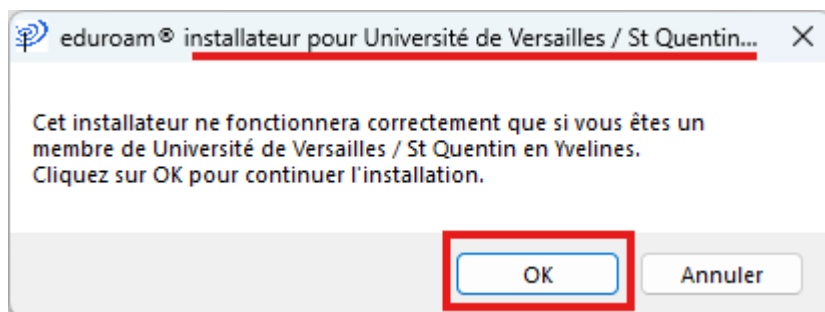 eduroam® installateur pour Université de Versailles / St Quentin...
Cet installateur ne fonctionnera correctement que si vous êtes un
membre de Université de Versailles / St Quentin en Yvelines.
Cliquez sur OK pour continuer l'installation.
OK
Annuler